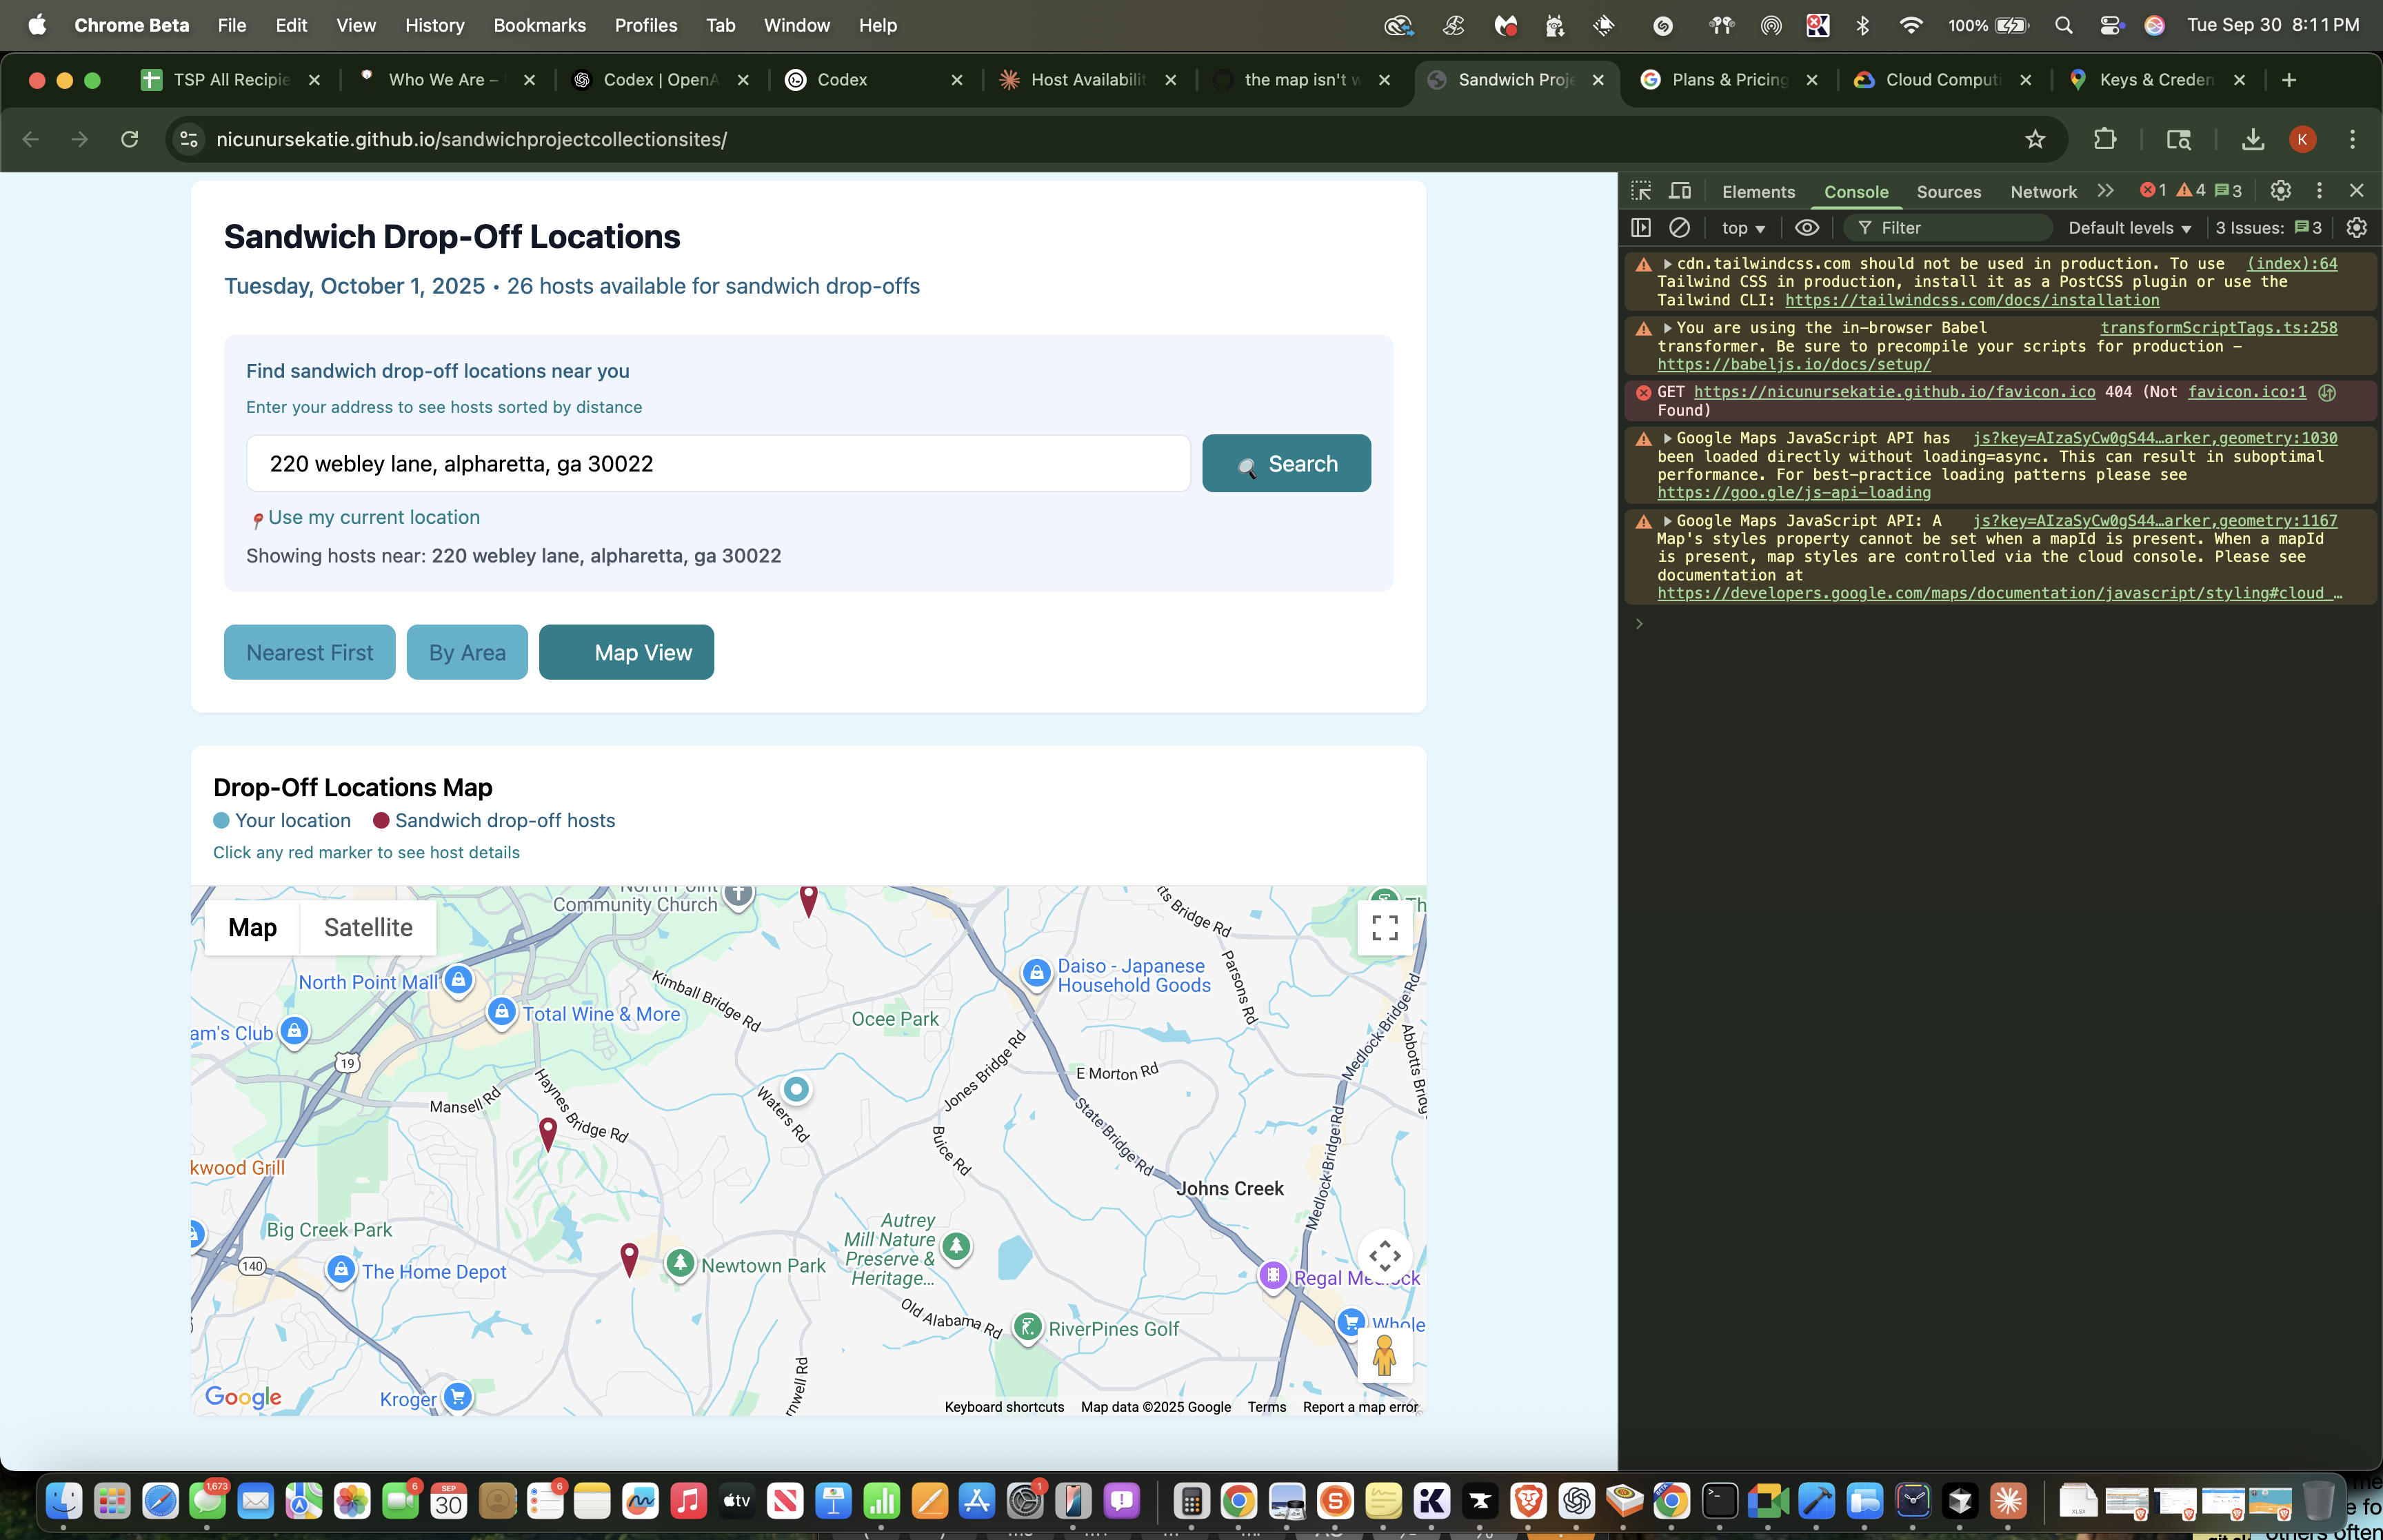 Chrome Beta File Edit View History Bookmarks Profiles Tab Window Help
100% Tue Sep 30 8:11 PM
TSP All Recipie
Who We Are –
Codex | OpenA
Codex
Host Availabilit
the map isn't w
Sandwich Proje
Plans & Pricing
Cloud Computi
Keys & Creden
nicunursekatie.github.io/sandwichprojectcollectionsites/
K
Sandwich Drop-Off Locations
Tuesday, October 1, 2025 • 26 hosts available for sandwich drop-offs
Find sandwich drop-off locations near you
Enter your address to see hosts sorted by distance
220 webley lane, alpharetta, ga 30022
Search
Use my current location
Showing hosts near: 220 webley lane, alpharetta, ga 30022
Nearest First
By Area
Map View
Drop-Off Locations Map
Your location
Sandwich drop-off hosts
Click any red marker to see host details
Map
Satellite
North Point
Community Church
North Point Mall
Total Wine & More
am's Club
19
Kimball Bridge Rd
Ocee Park
Daiso - Japanese
Household Goods
tts Bridge Rd
Th
Parsons Rd
Medlock Bridge Rd
Abbotts Bridg
Jones Bridge Rd
E Morton Rd
Haynes Bridge Rd
Mansell Rd
Waters Rd
Buice Rd
State Bridge Rd
Medlock Bridge Rd
kwood Grill
Johns Creek
Big Creek Park
140
The Home Depot
Newtown Park
Autrey
Mill Nature
Preserve &
Heritage...
Regal Medlock
Old Alabama Rd
RiverPines Golf
Whole
rnwell Rd
Kroger
Google
Keyboard shortcuts
Map data ©2025 Google
Terms
Report a map error
Elements Console Sources Network
1 4 3
top
Filter
Default levels
3 Issues: 3
cdn.tailwindcss.com should not be used in production. To use (index):64
Tailwind CSS in production, install it as a PostCSS plugin or use the
Tailwind CLI: https://tailwindcss.com/docs/installation
You are using the in-browser Babel transformScriptTags.ts:258
transformer. Be sure to precompile your scripts for production –
https://babeljs.io/docs/setup/
GET https://nicunursekatie.github.io/favicon.ico 404 (Not favicon.ico:1
Found)
Google Maps JavaScript API has js?key=AIzaSyCw0gS44…arker,geometry:1030
been loaded directly without loading=async. This can result in suboptimal
performance. For best-practice loading patterns please see
https://goo.gle/js-api-loading
Google Maps JavaScript API: A js?key=AIzaSyCw0gS44…arker,geometry:1167
Map's styles property cannot be set when a mapId is present. When a mapId
is present, map styles are controlled via the cloud console. Please see
documentation at
https://developers.google.com/maps/documentation/javascript/styling#cloud_…
1,673
6
SEP
30
6
tv
1
XLSX